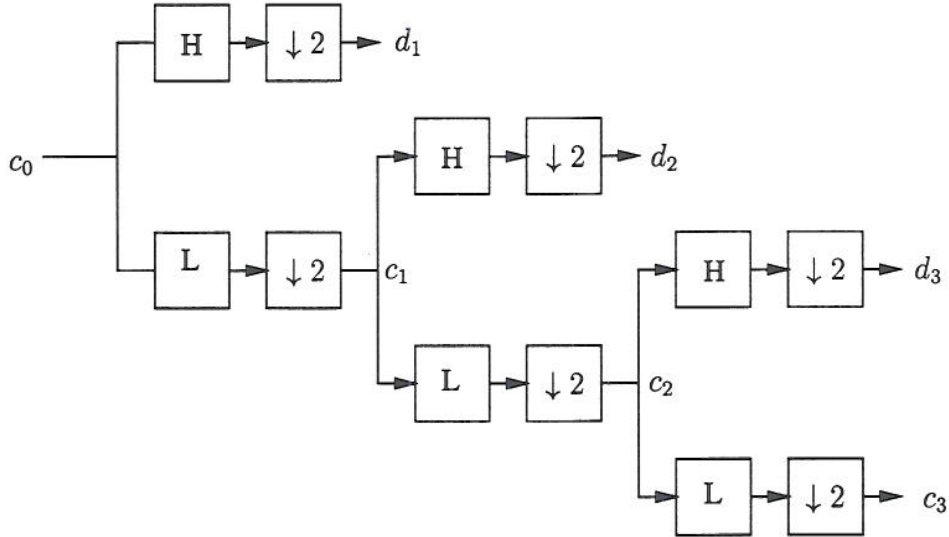 H ↓ 2 d₁
c₀ H ↓ 2 d₂
L ↓ 2 c₁ H ↓ 2 d₃
L ↓ 2 c₂
L ↓ 2 c₃